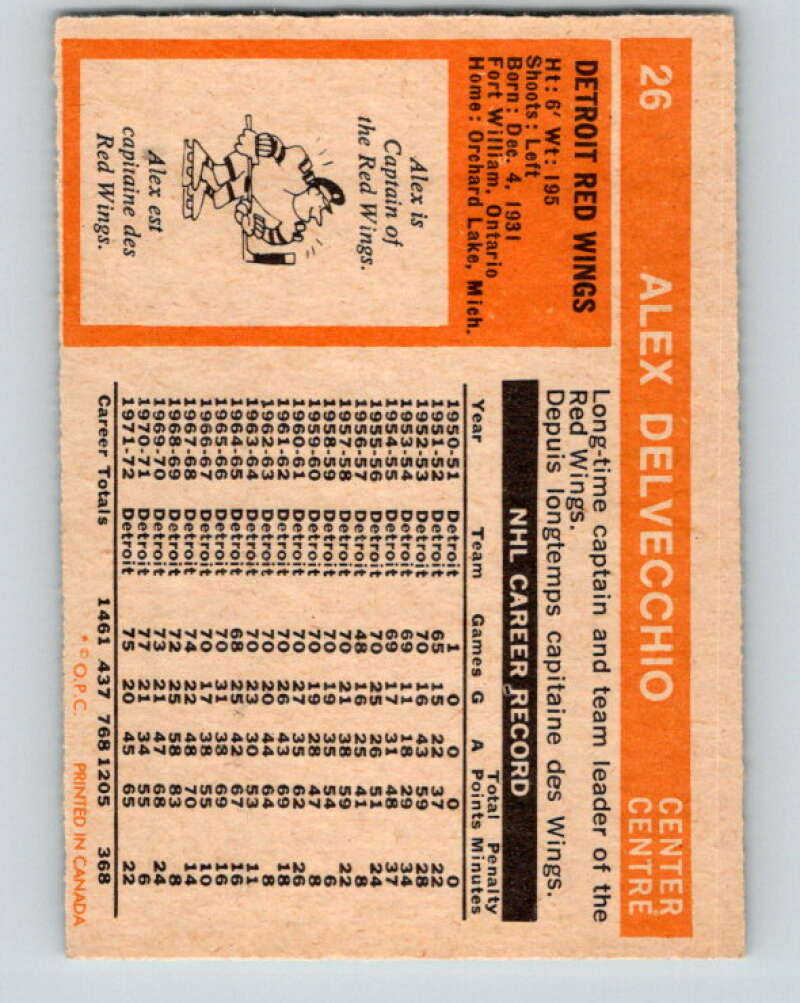 26 ALEX DELVECCHIO CENTER
CENTRE
DETROIT RED WINGS
Ht: 6' Wt: 195
Shoots: Left
Born: Dec. 4, 1931
Fort William, Ontario
Home: Orchard Lake, Mich.
Alex is
Captain of
the Red Wings.
Alex est
capitaine des
Red Wings.
Long-time captain and team leader of the
Red Wings.
Depuis longtemps capitaine des Wings.
NHL CAREER RECORD
Total Penalty
Year Team Games G A Points Minutes
1950-51 Detroit 1 0 0 0 0
1951-52 Detroit 65 15 22 37 22
1952-53 Detroit 70 16 43 59 28
1953-54 Detroit 69 11 18 29 34
1954-55 Detroit 69 17 31 48 37
1955-56 Detroit 70 25 26 51 24
1956-57 Detroit 48 16 25 41 8
1957-58 Detroit 70 21 38 59 22
1958-59 Detroit 70 19 35 54 6
1959-60 Detroit 70 19 28 47 8
1960-61 Detroit 70 27 35 62 26
1961-62 Detroit 70 26 43 69 18
1962-63 Detroit 70 20 44 64 8
1963-64 Detroit 70 23 30 53 11
1964-65 Detroit 68 25 42 67 16
1965-66 Detroit 70 31 38 69 16
1966-67 Detroit 70 17 38 55 10
1967-68 Detroit 74 22 48 70 14
1968-69 Detroit 72 25 58 83 8
1969-70 Detroit 73 21 47 68 24
1970-71 Detroit 77 21 34 55 6
1971-72 Detroit 75 20 45 65 22
Career Totals 1461 437 768 1205 368
* © O.P.C. PRINTED IN CANADA